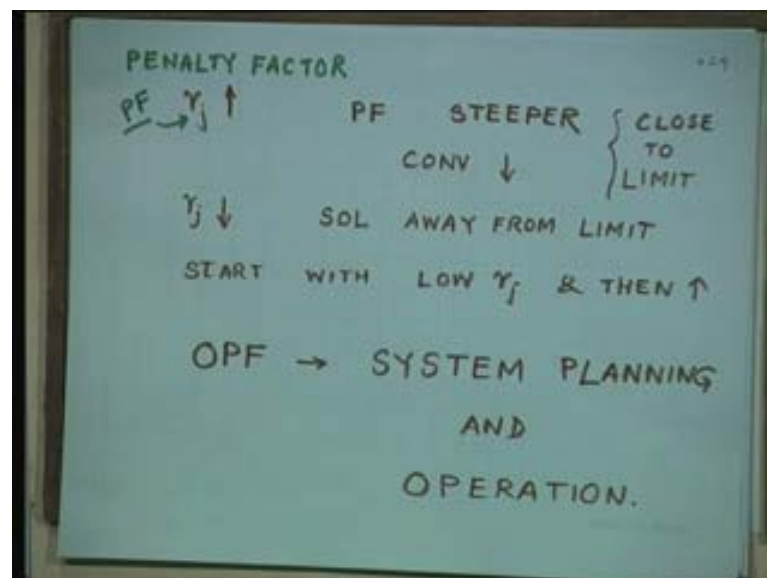 PENALTY FACTOR
PF → γj ↑ PF STEEPER { CLOSE
CONV ↓ TO
LIMIT
γj ↓ SOL AWAY FROM LIMIT
START WITH LOW γj & THEN ↑
OPF → SYSTEM PLANNING
AND
OPERATION.